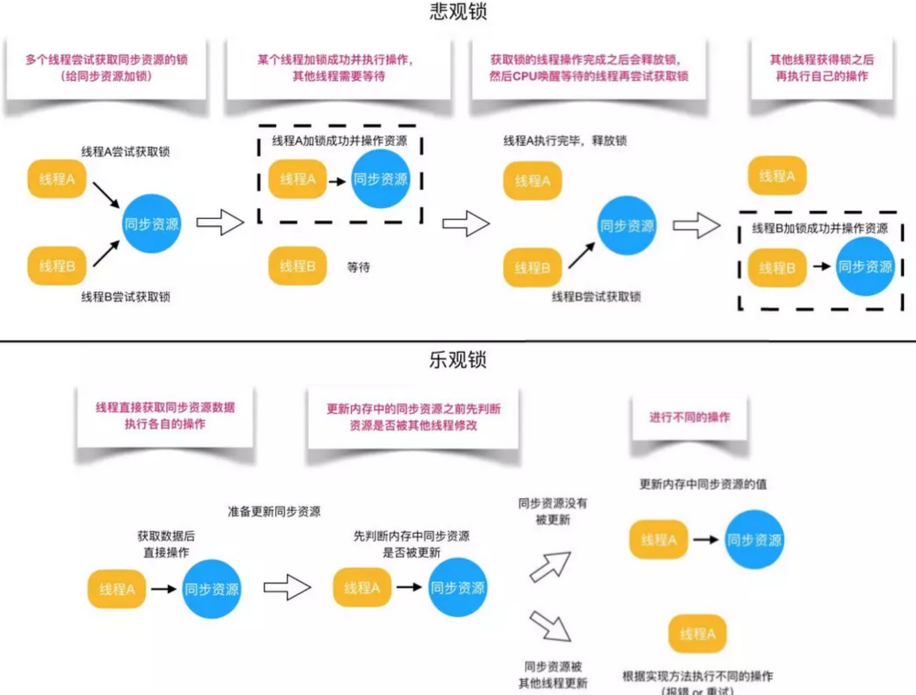 悲观锁
多个线程尝试获取同步资源的锁
(给同步资源加锁)
某个线程加锁成功并执行操作，
其他线程需要等待
获取锁的线程操作完成之后会释放锁，
然后CPU唤醒等待的线程再尝试获取锁
其他线程获得锁之后
再执行自己的操作
线程A尝试获取锁
线程A
同步资源
线程B
线程B尝试获取锁
线程A加锁成功并操作资源
线程A
同步资源
线程B
等待
线程A执行完毕，释放锁
线程A
同步资源
线程B
线程B尝试获取锁
线程A
线程B加锁成功并操作资源
线程B
同步资源
乐观锁
线程直接获取同步资源数据
执行各自的操作
更新内存中的同步资源之前先判断
资源是否被其他线程修改
进行不同的操作
获取数据后
直接操作
线程A
同步资源
准备更新同步资源
先判断内存中同步资源
是否被更新
线程A
同步资源
同步资源没有
被更新
更新内存中同步资源的值
线程A
同步资源
同步资源被
其他线程更新
线程A
根据实现方法执行不同的操作
(报错 or 重试)